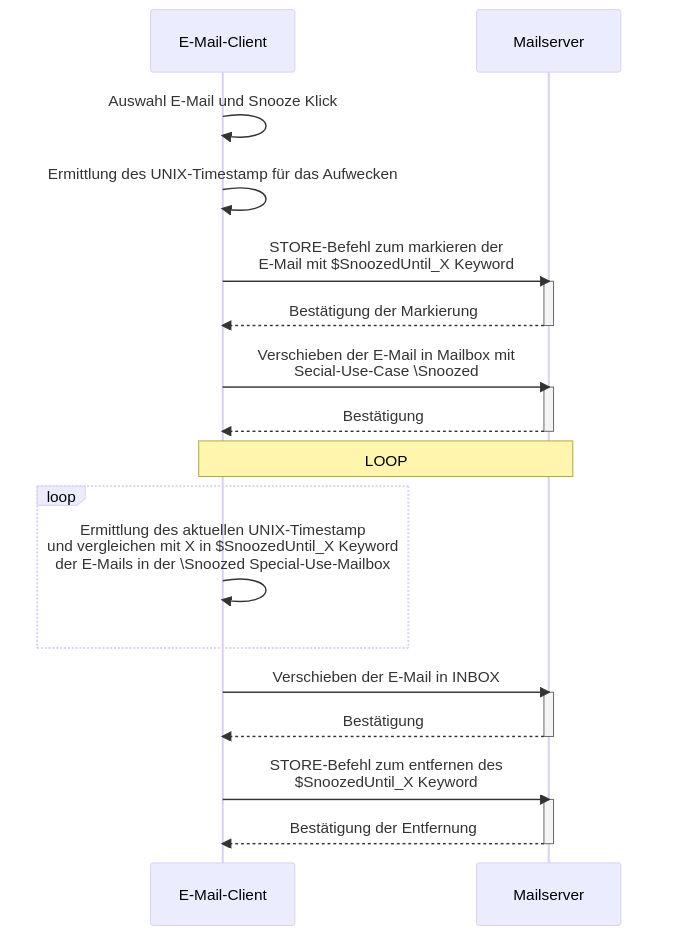 E-Mail-Client
Mailserver
Auswahl E-Mail und Snooze Klick
Ermittlung des UNIX-Timestamp für das Aufwecken
STORE-Befehl zum markieren der
E-Mail mit $SnoozedUntil_X Keyword
Bestätigung der Markierung
Verschieben der E-Mail in Mailbox mit
Secial-Use-Case \Snoozed
Bestätigung
LOOP
loop
Ermittlung des aktuellen UNIX-Timestamp
und vergleichen mit X in $SnoozedUntil_X Keyword
der E-Mails in der \Snoozed Special-Use-Mailbox
Verschieben der E-Mail in INBOX
Bestätigung
STORE-Befehl zum entfernen des
$SnoozedUntil_X Keyword
Bestätigung der Entfernung
E-Mail-Client
Mailserver